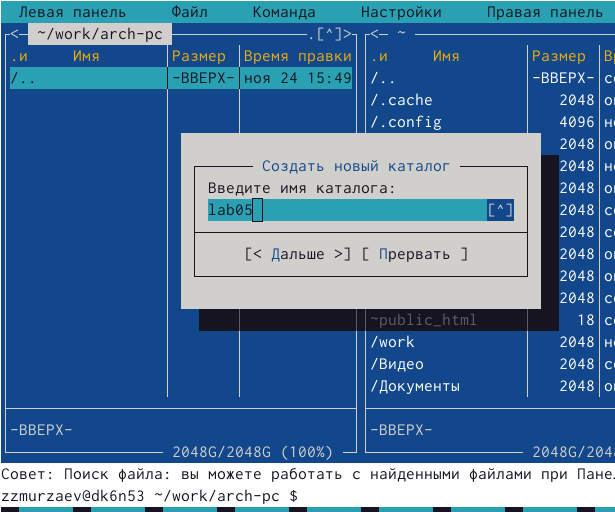 Левая панель Файл Команда Настройки Правая панель
<─ ~/work/arch-pc .[^]> <─ ~
.и Имя Размер Время правки .и Имя Размер
/.. -ВВЕРХ- ноя 24 15:49 /.. -ВВЕРХ-
/.cache 2048
/.config 4096
2048
2048
2048
2048
2048
2048
2048
2048
~public_html 18
/work 2048
/Видео 2048
/Документы 2048
Создать новый каталог
Введите имя каталога:
lab05 [^]
[< Дальше >] [ Прервать ]
-ВВЕРХ- -ВВЕРХ-
2048G/2048G (100%) 2048G/
Совет: Поиск файла: вы можете работать с найденными файлами при
zzmurzaev@dk6n53 ~/work/arch-pc $